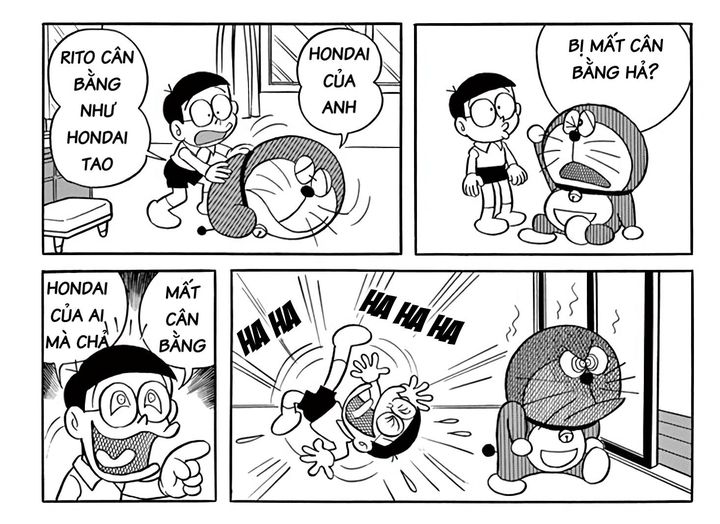 RITO CÂN
BẰNG
NHƯ
HONDAI
TAO
HONDAI
CỦA
ANH
BỊ MẤT CÂN
BẰNG HẢ?
HONDAI
CỦA AI
MÀ CHẢ
MẤT
CÂN
BẰNG
HA HA
HA HA HA